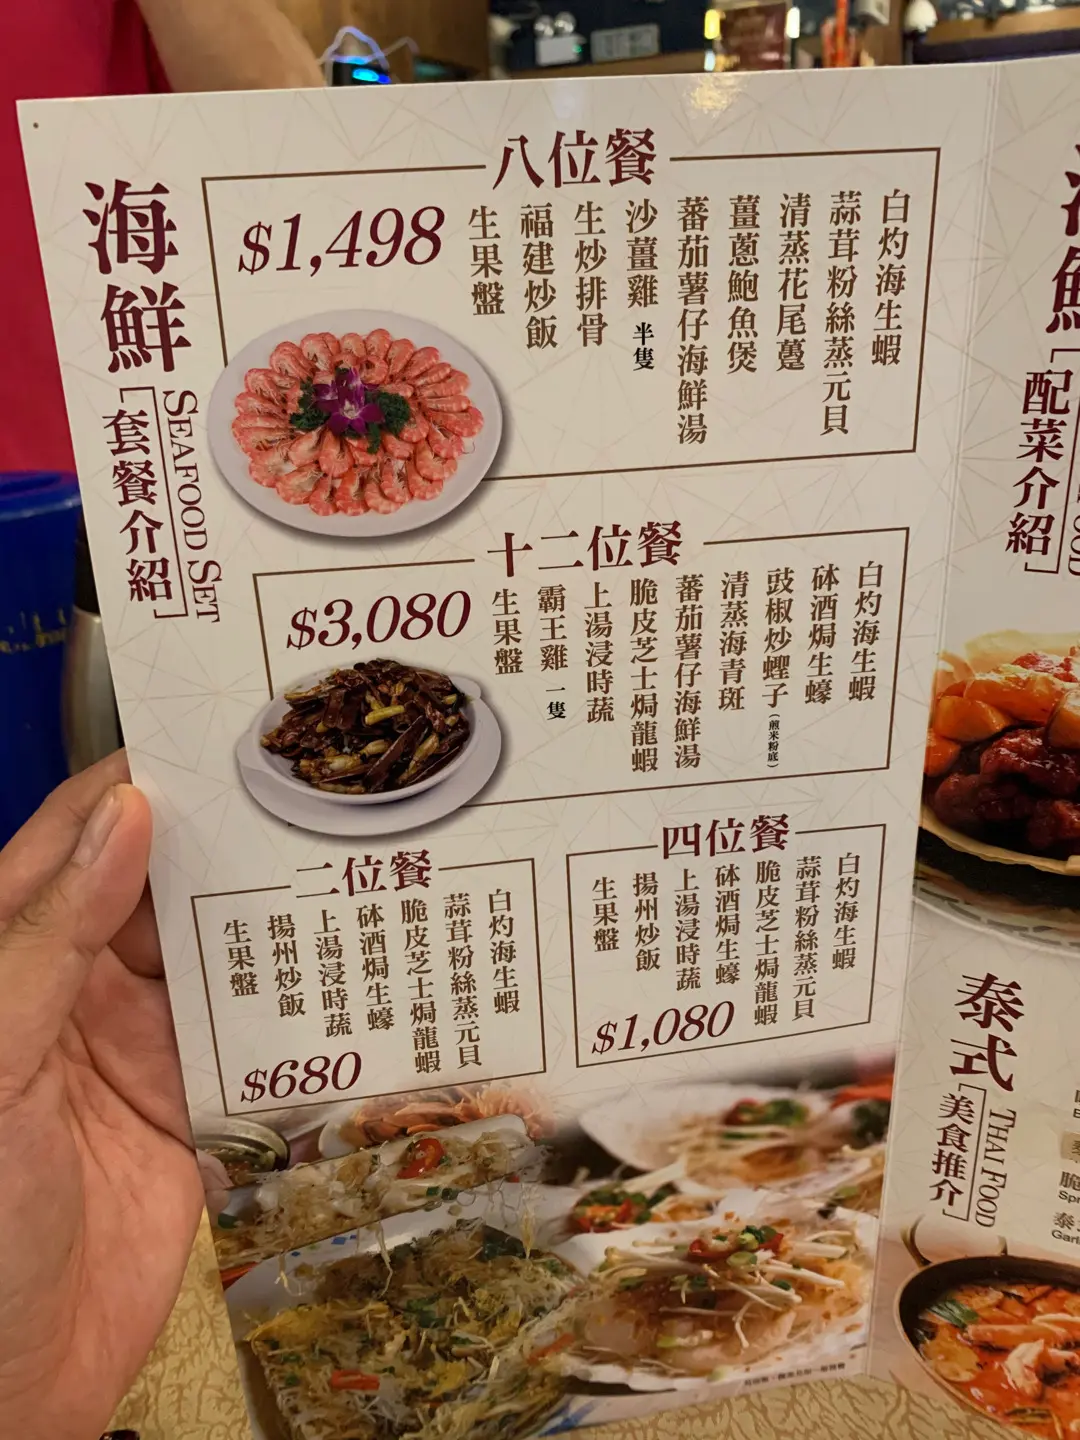 海鮮
[套餐介紹]
SEAFOOD SET
八位餐
$1,498
白灼海生蝦
蒜茸粉絲蒸元貝
清蒸花尾躉
薑蔥鮑魚煲
蕃茄薯仔海鮮湯
沙薑雞 半隻
生炒排骨
福建炒飯
生果盤
十二位餐
$3,080
白灼海生蝦
砵酒焗生蠔
豉椒炒蟶子 (煎米粉底)
清蒸海青斑
蕃茄薯仔海鮮湯
脆皮芝士焗龍蝦
上湯浸時蔬
霸王雞 一隻
生果盤
二位餐
白灼海生蝦
蒜茸粉絲蒸元貝
脆皮芝士焗龍蝦
砵酒焗生蠔
上湯浸時蔬
揚州炒飯
生果盤
$680
四位餐
白灼海生蝦
蒜茸粉絲蒸元貝
脆皮芝士焗龍蝦
砵酒焗生蠔
上湯浸時蔬
揚州炒飯
生果盤
$1,080
[配菜介紹]
泰式
[美食推介]
THAI FOOD
脆
泰